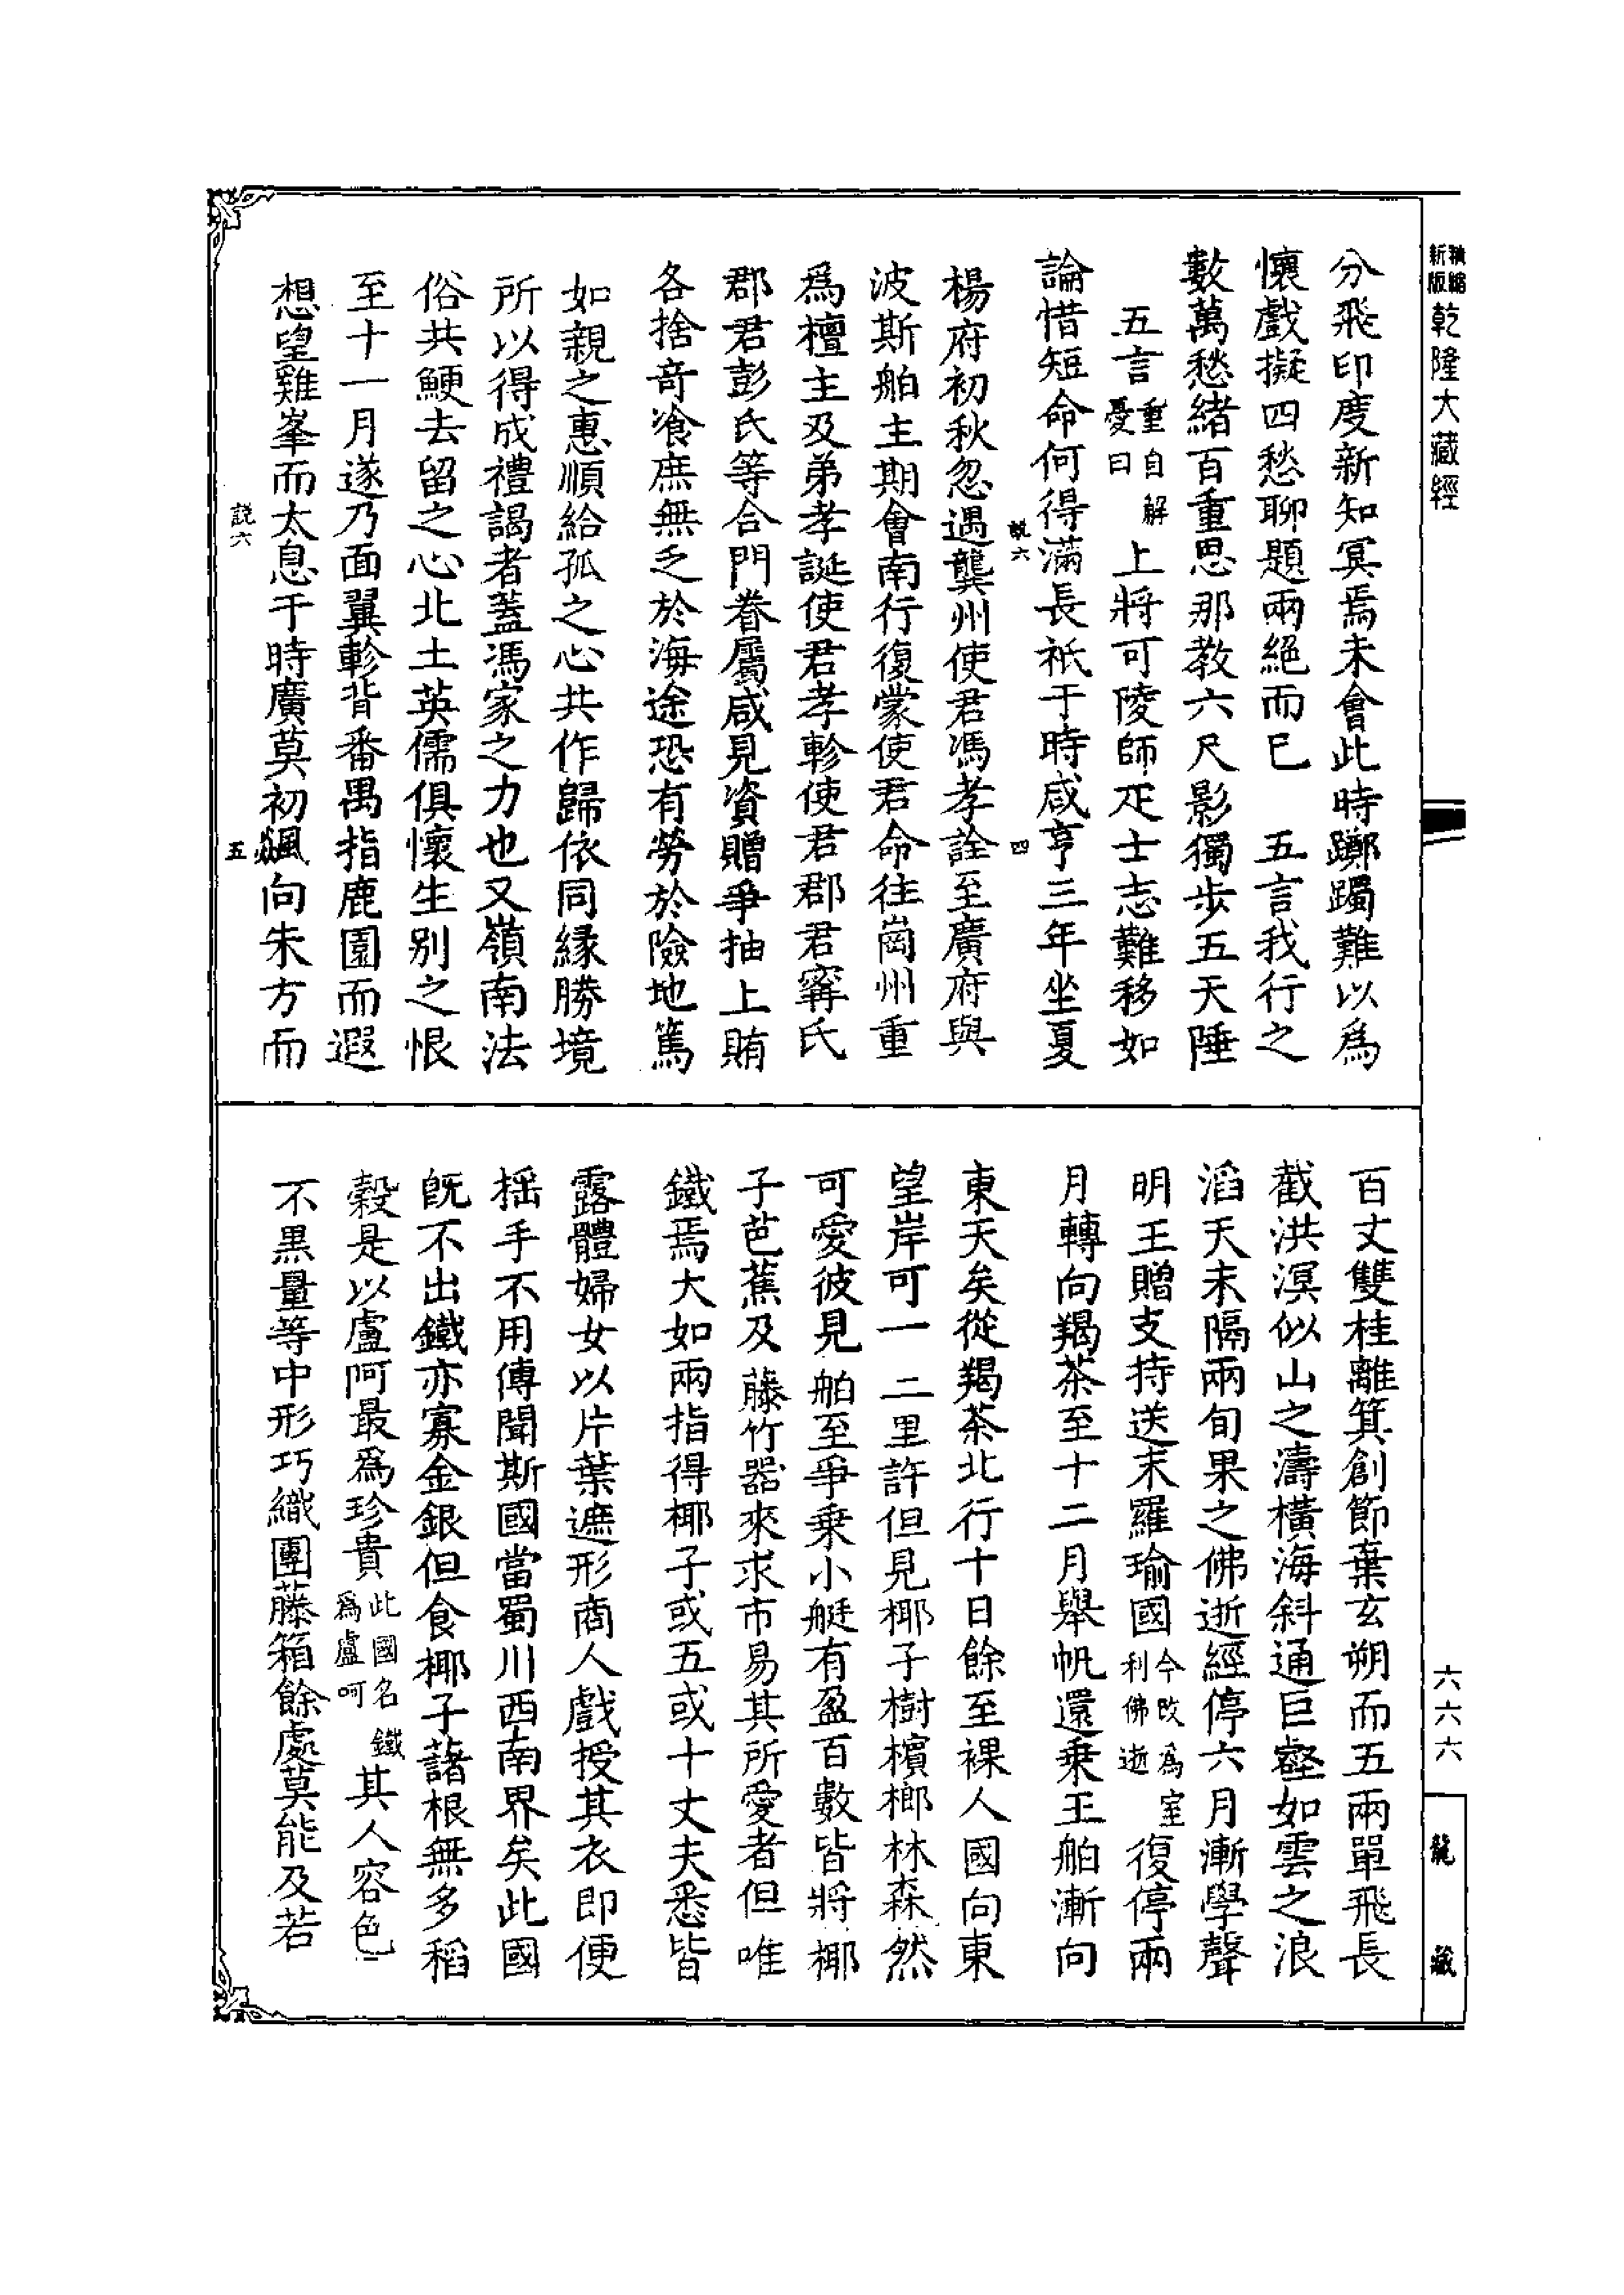 新版精縮乾隆大藏經
分飛印度新知冥焉未會此時躑躅難以爲
懷戲擬四愁聊題兩絕而巳　五言我行之
數萬愁緒百重思那教六尺影獨步五天陲
五言重自解憂曰上將可陵師疋士志難移如
論惜短命何得滿長祇于時咸亨三年坐夏
說六　四
楊府初秋忽遇龔州使君馮孝詮至廣府與
波斯舶主期會南行復蒙使君命往崗州重
爲檀主及弟孝誕使君孝軫使君郡君甯氏
郡君彭氏等合門眷屬咸見資贈爭抽上賄
各捨奇飡庶無乏於海途恐有勞於險地篤
如親之惠順給孤之心共作歸依同緣勝境
所以得成禮謁者蓋馮家之力也又嶺南法
俗共鯁去留之心北土英儒俱懷生別之恨
至十一月遂乃面翼軫背番禺指鹿園而遐
想望雞峯而太息于時廣莫初飊向朱方而
說六　五
百丈雙桂離箕創節棄玄朔而五兩單飛長
截洪溟似山之濤橫海斜通巨壑如雲之浪
滔天未隔兩旬果之佛逝經停六月漸學聲
明王贈支持送末羅瑜國今改爲室利佛逝復停兩
月轉向羯茶至十二月舉帆還乘王舶漸向
東天矣從羯茶北行十日餘至裸人國向東
望岸可一二里許但見椰子樹檳榔林森然
可愛彼見舶至爭乘小艇有盈百數皆將椰
子芭蕉及藤竹器來求市易其所愛者但唯
鐵焉大如兩指得椰子或五或十丈夫悉皆
露體婦女以片葉遮形商人戲授其衣即便
搖手不用傳聞斯國當蜀川西南界矣此國
旣不出鐵亦寡金銀但食椰子藷根無多稻
穀是以盧呵最爲珍貴此國名鐵爲盧呵其人容色
不黒量等中形巧織團藤箱餘處莫能及若
六六六
龍藏